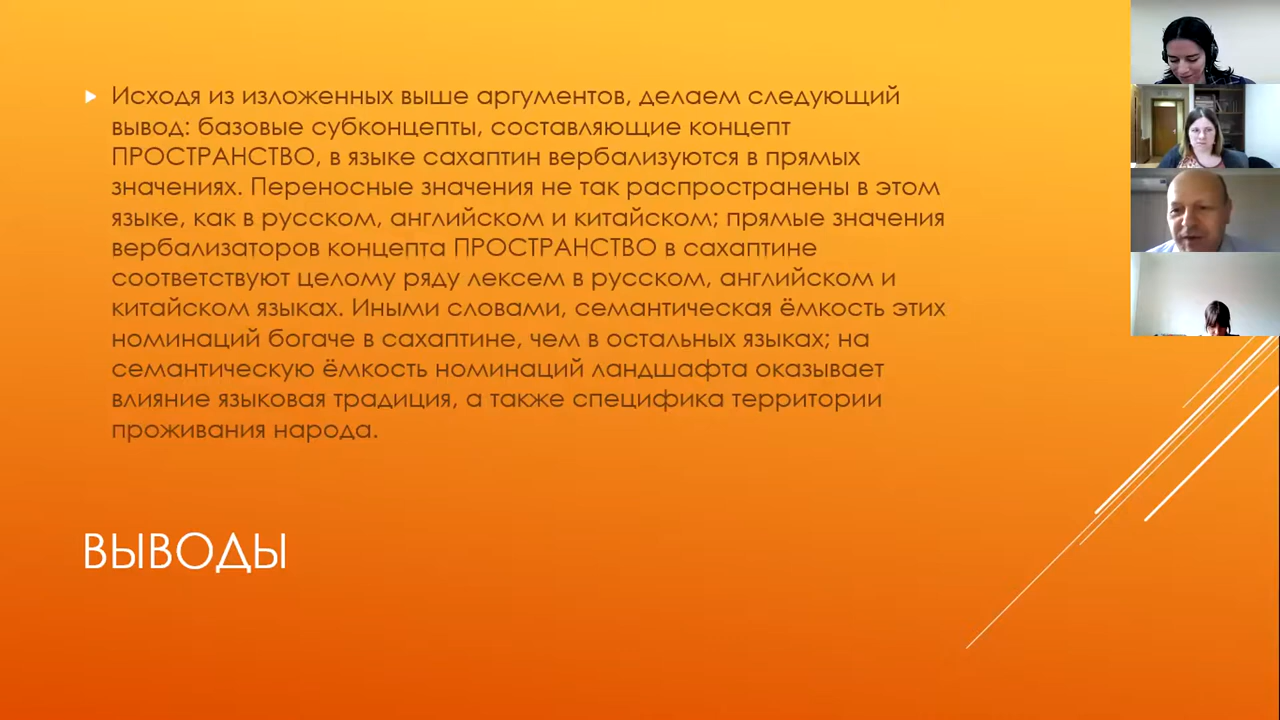 Исходя из изложенных выше аргументов, делаем следующий
вывод: базовые субконцепты, составляющие концепт
ПРОСТРАНСТВО, в языке сахаптин вербализуются в прямых
значениях. Переносные значения не так распространены в этом
языке, как в русском, английском и китайском; прямые значения
вербализаторов концепта ПРОСТРАНСТВО в сахаптине
соответствуют целому ряду лексем в русском, английском и
китайском языках. Иными словами, семантическая ёмкость этих
номинаций богаче в сахаптине, чем в остальных языках; на
семантическую ёмкость номинаций ландшафта оказывает
влияние языковая традиция, а также специфика территории
проживания народа.
ВЫВОДЫ